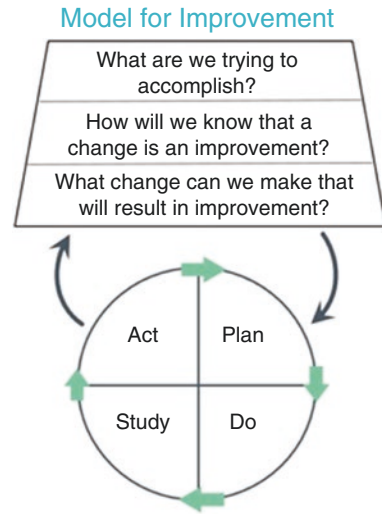 Model for Improvement
What are we trying to
accomplish?
How will we know that a
change is an improvement?
What change can we make that
will result in improvement?
Act
Plan
Study
Do